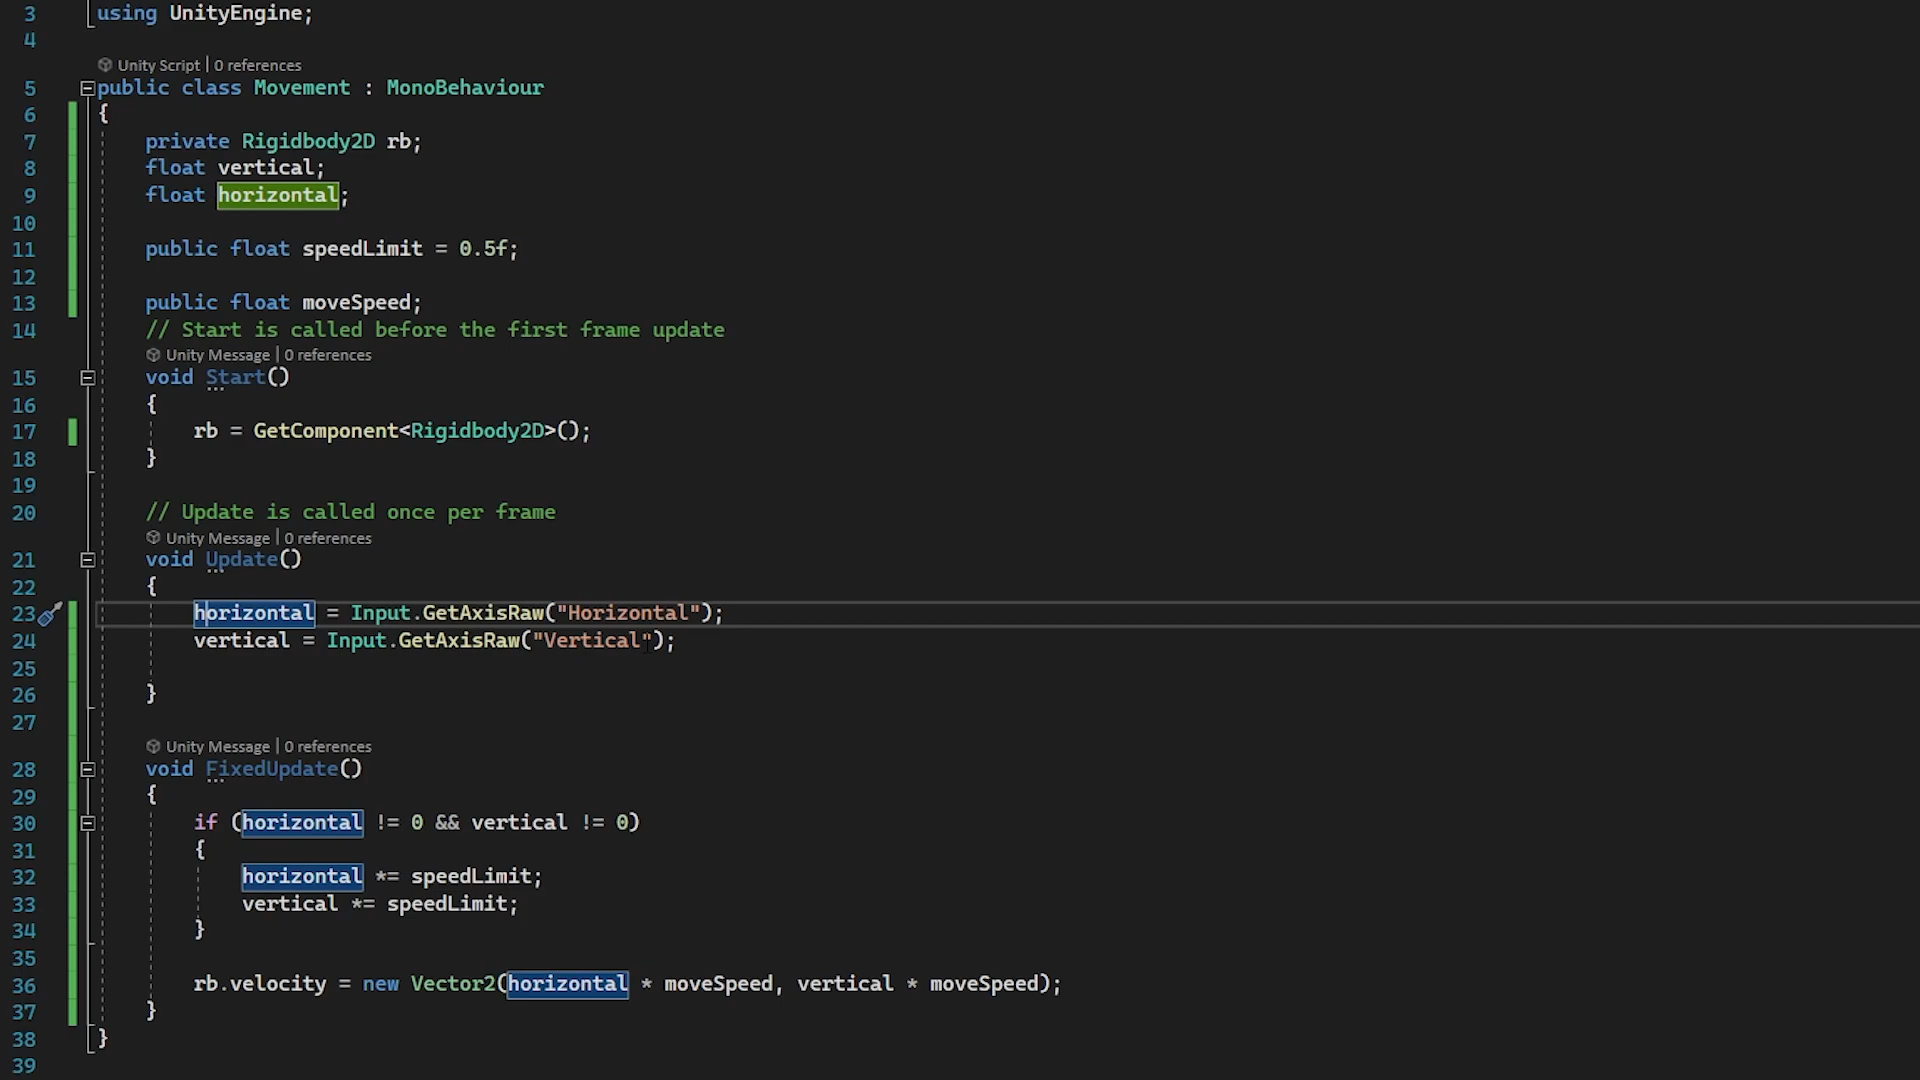 3 using UnityEngine;
4
Unity Script | 0 references
5 public class Movement : MonoBehaviour
6 {
7 private Rigidbody2D rb;
8 float vertical;
9 float horizontal;
10
11 public float speedLimit = 0.5f;
12
13 public float moveSpeed;
14 // Start is called before the first frame update
Unity Message | 0 references
15 void Start()
16 {
17 rb = GetComponent<Rigidbody2D>();
18 }
19
20 // Update is called once per frame
Unity Message | 0 references
21 void Update()
22 {
23 horizontal = Input.GetAxisRaw("Horizontal");
24 vertical = Input.GetAxisRaw("Vertical");
25
26 }
27
Unity Message | 0 references
28 void FixedUpdate()
29 {
30 if (horizontal != 0 && vertical != 0)
31 {
32 horizontal *= speedLimit;
33 vertical *= speedLimit;
34 }
35
36 rb.velocity = new Vector2(horizontal * moveSpeed, vertical * moveSpeed);
37 }
38 }
39